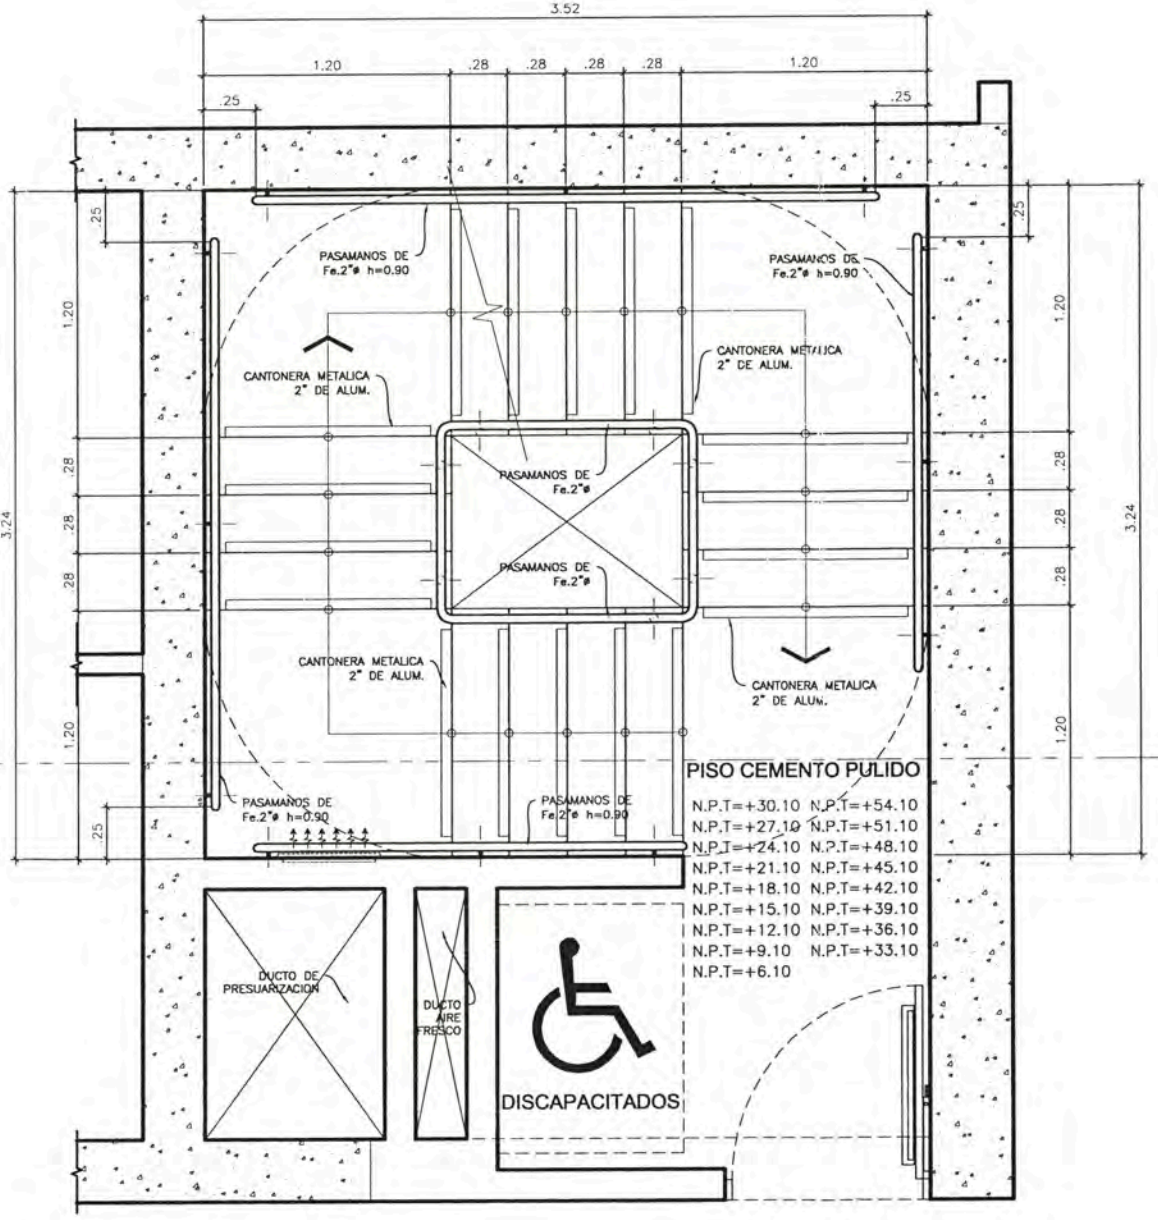 3.52
1.20
.28
.28
.28
.28
1.20
.25
.25
.25
.25
PASAMANOS DE
Fe.2"ø h=0.90
PASAMANOS DE
Fe.2"ø h=0.90
1.20
1.20
CANTONERA METALICA
2" DE ALUM.
CANTONERA METALICA
2" DE ALUM.
.28
.28
.28
3.24
PASAMANOS DE
Fe.2"ø
PASAMANOS DE
Fe.2"ø
.28
.28
.28
3.24
CANTONERA METALICA
2" DE ALUM.
CANTONERA METALICA
2" DE ALUM.
1.20
1.20
PISO CEMENTO PULIDO
PASAMANOS DE
Fe.2"ø h=0.90
PASAMANOS DE
Fe.2"ø h=0.90
.25
N.P.T=+30.10 N.P.T=+54.10
N.P.T=+27.10 N.P.T=+51.10
N.P.T=+24.10 N.P.T=+48.10
N.P.T=+21.10 N.P.T=+45.10
N.P.T=+18.10 N.P.T=+42.10
N.P.T=+15.10 N.P.T=+39.10
N.P.T=+12.10 N.P.T=+36.10
N.P.T=+9.10 N.P.T=+33.10
N.P.T=+6.10
DUCTO DE
PRESUARIZACION
DUCTO
AIRE
FRESCO
DISCAPACITADOS